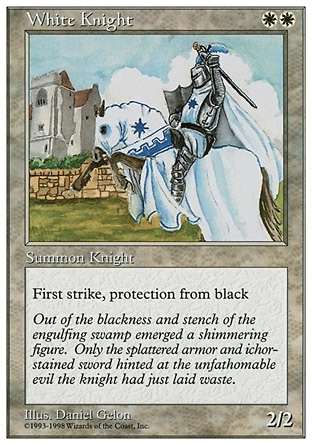 White Knight
Summon Knight
First strike, protection from black
Out of the blackness and stench of the
engulfing swamp emerged a shimmering
figure. Only the splattered armor and ichor-
stained sword hinted at the unfathomable
evil the knight had just laid waste.
Illus. Daniel Gelon
©1993-1998 Wizards of the Coast, Inc.
2/2